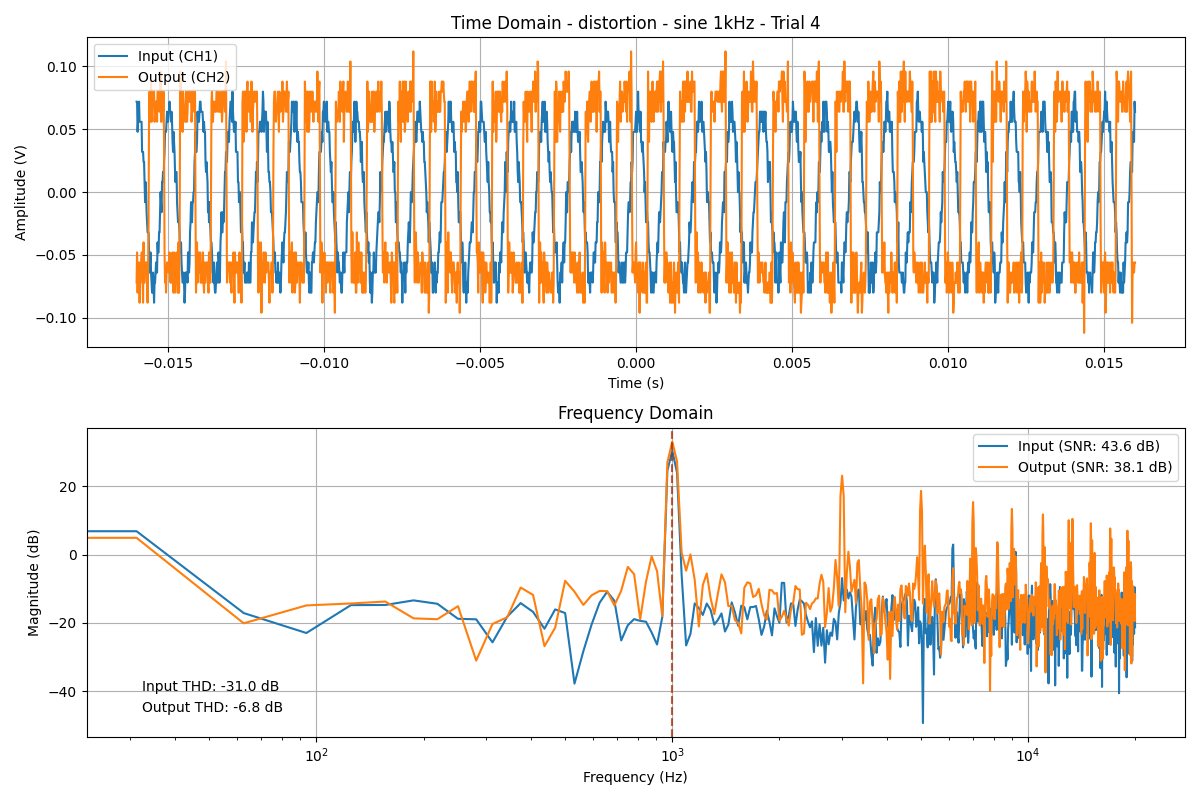 Time Domain - distortion - sine 1kHz - Trial 4
Input (CH1)
Output (CH2)
0.10
0.05
0.00
−0.05
−0.10
Amplitude (V)
−0.015
−0.010
−0.005
0.000
0.005
0.010
0.015
Time (s)
Frequency Domain
Input (SNR: 43.6 dB)
Output (SNR: 38.1 dB)
20
0
−20
−40
Magnitude (dB)
Input THD: -31.0 dB
Output THD: -6.8 dB
10²
10³
10⁴
Frequency (Hz)